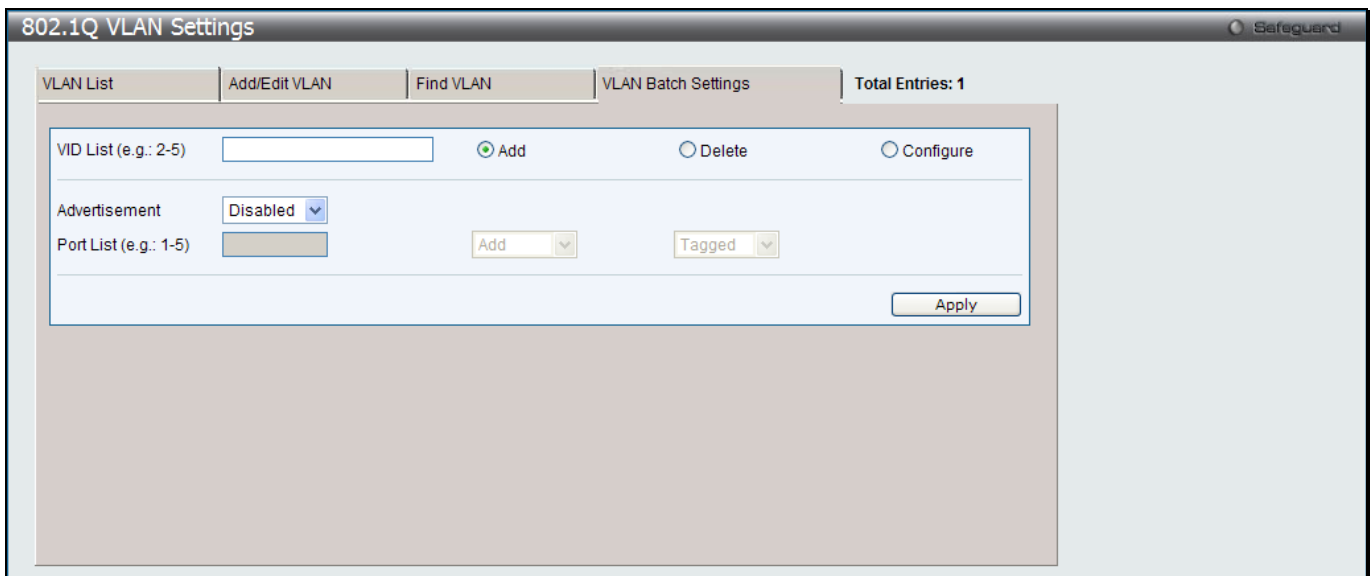 802.1Q VLAN Settings
Safeguard
VLAN List
Add/Edit VLAN
Find VLAN
VLAN Batch Settings
Total Entries: 1
VID List (e.g.: 2-5)
Add
Delete
Configure
Advertisement
Disabled
Port List (e.g.: 1-5)
Add
Tagged
Apply